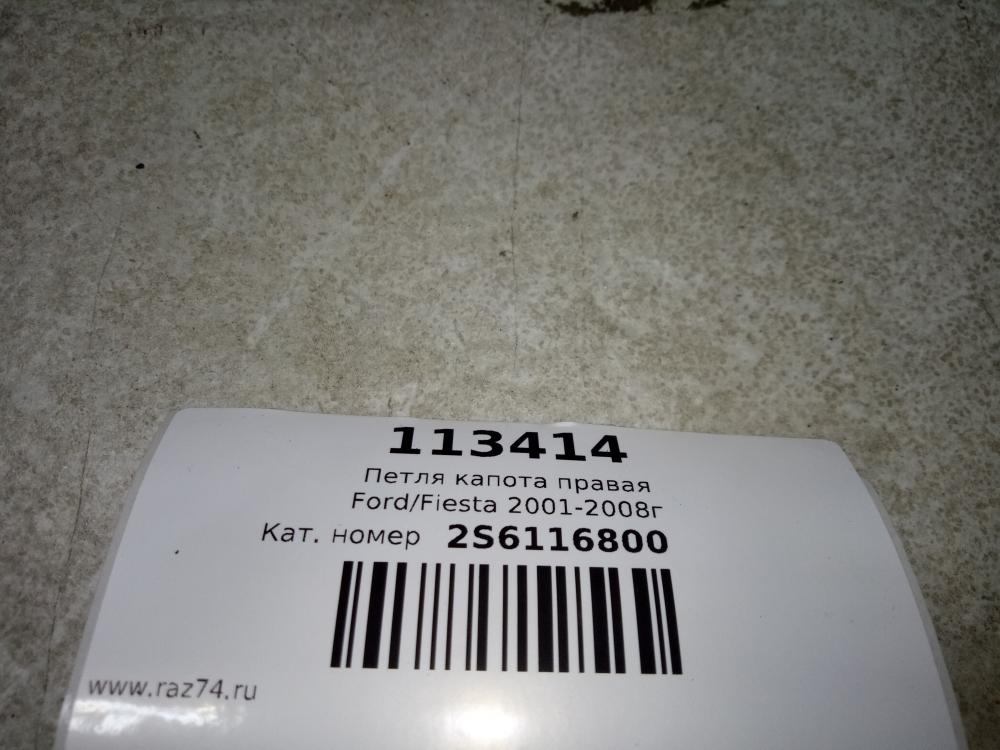 113414
Петля капота правая
Ford/Fiesta 2001-2008г
Кат. номер 2S6116800
www.raz74.ru